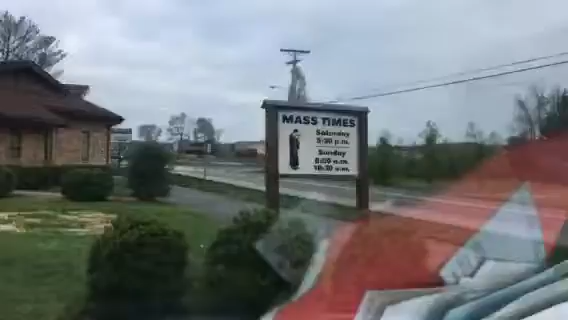 MASS TIMES
Saturday
5:30 p.m.
Sunday
8:00 a.m.
10:30 a.m.